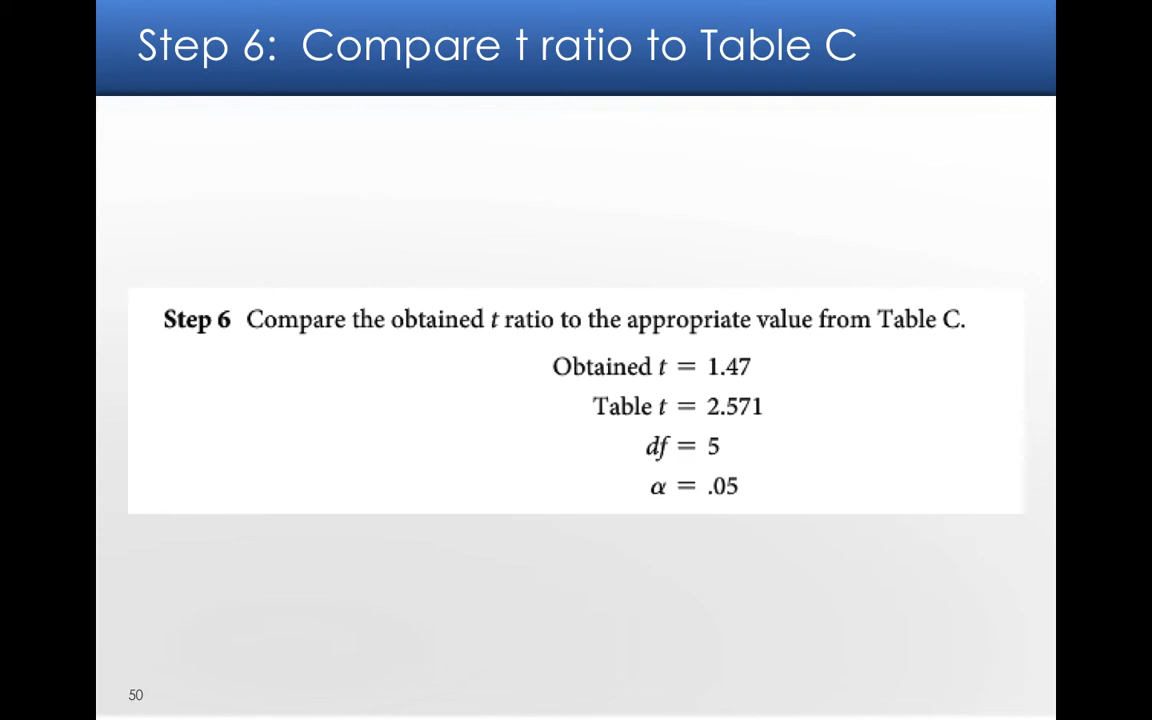 Step 6: Compare t ratio to Table C
Step 6 Compare the obtained t ratio to the appropriate value from Table C.
Obtained t = 1.47
Table t = 2.571
df = 5
α = .05
50